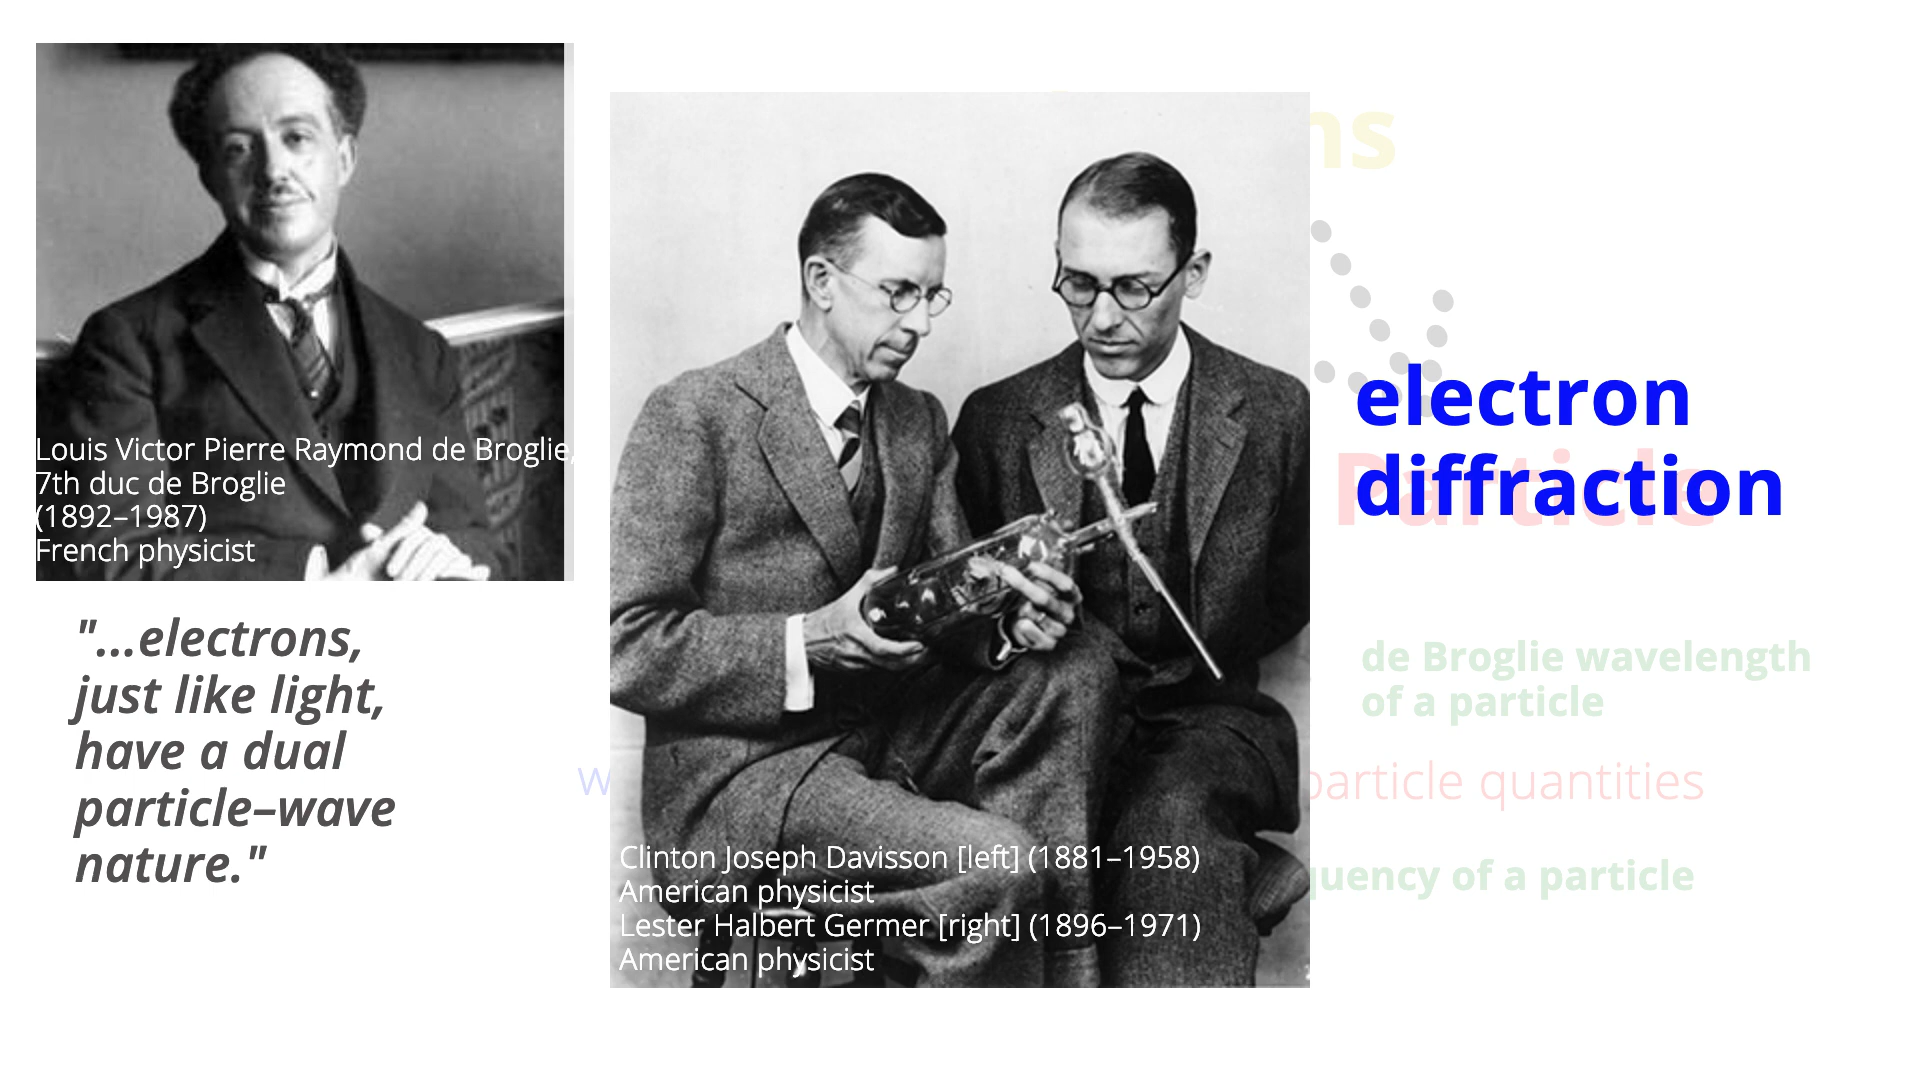 Louis Victor Pierre Raymond de Broglie,
7th duc de Broglie
(1892–1987)
French physicist
"...electrons,
just like light,
have a dual
particle–wave
nature."
Clinton Joseph Davisson [left] (1881–1958)
American physicist
Lester Halbert Germer [right] (1896–1971)
American physicist
electron
diffraction
Particle
de Broglie wavelength
of a particle
particle quantities
of a particle